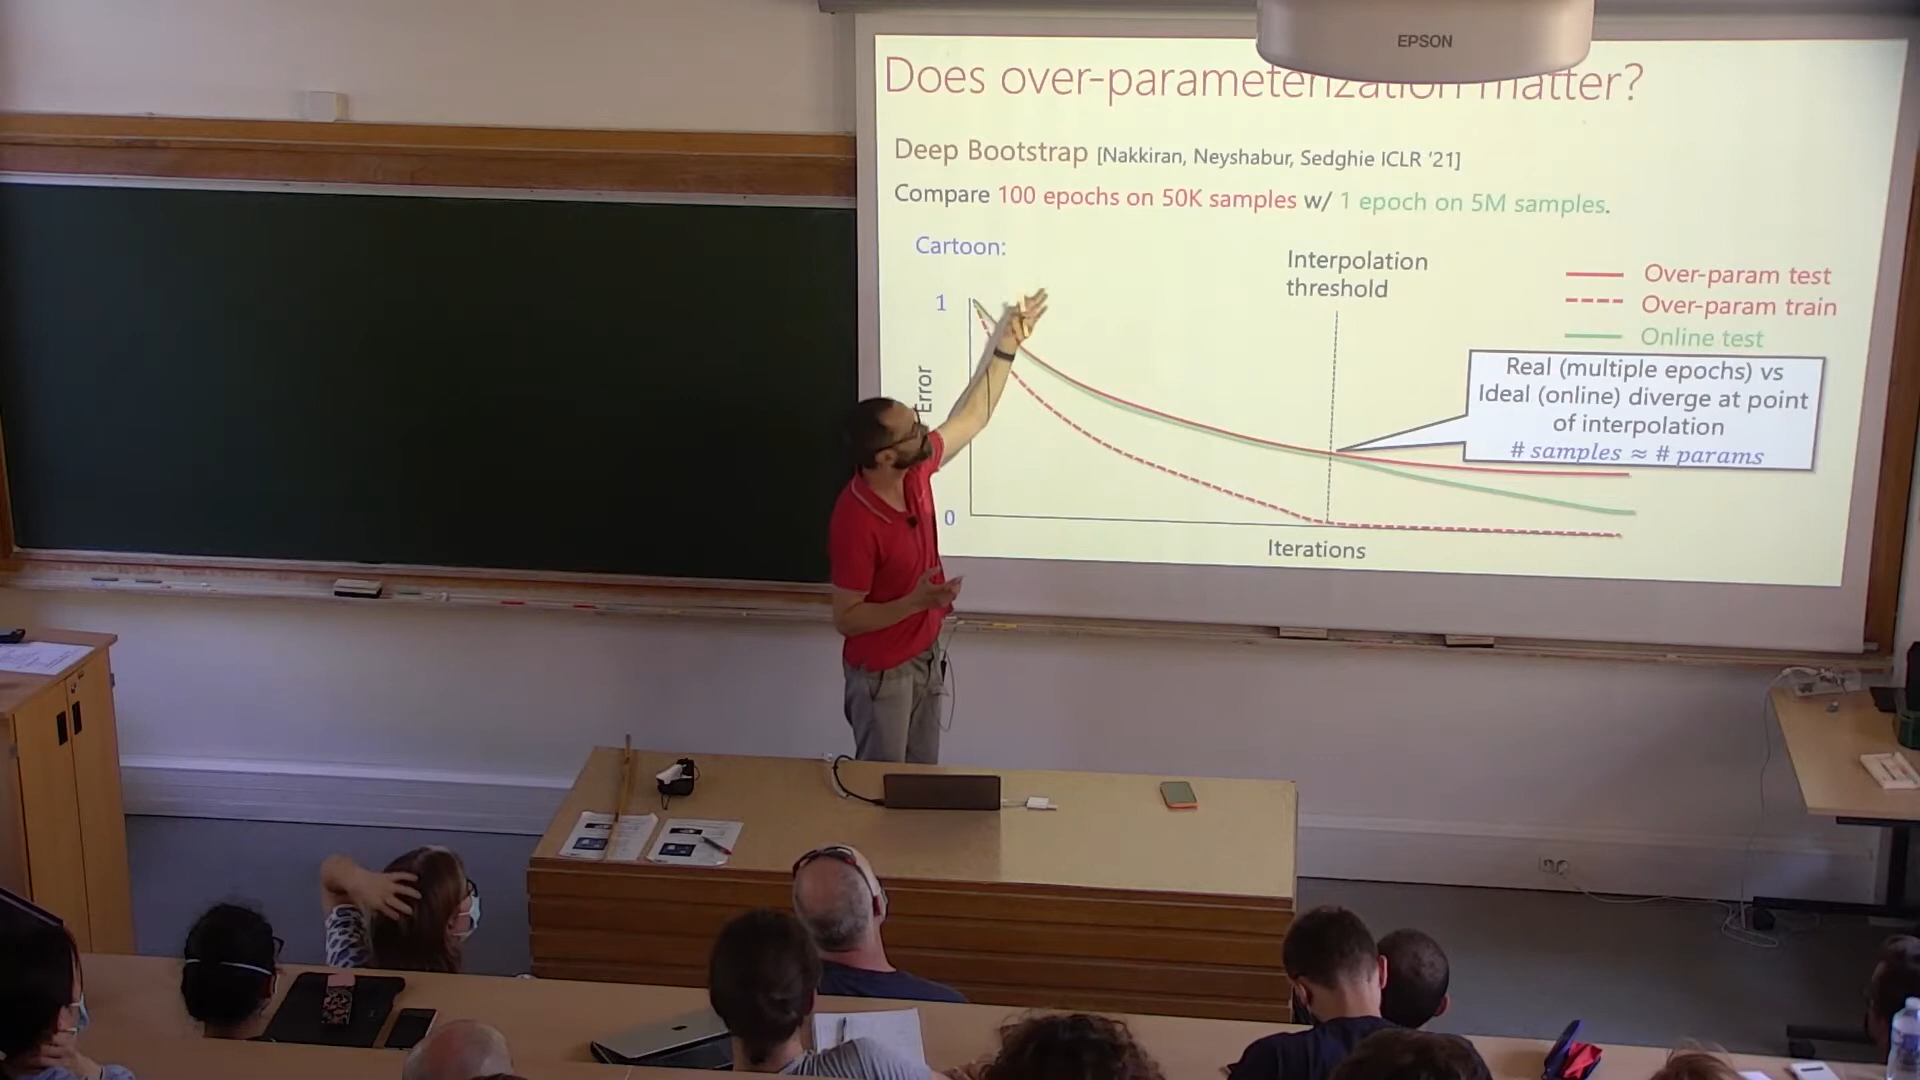 EPSON
Does over-parameterization matter?
Deep Bootstrap [Nakkiran, Neyshabur, Sedghie ICLR '21]
Compare 100 epochs on 50K samples w/ 1 epoch on 5M samples.
Cartoon:
Interpolation
threshold
Over-param test
Over-param train
Online test
1
Error
0
Real (multiple epochs) vs
Ideal (online) diverge at point
of interpolation
# samples ≈ # params
Iterations